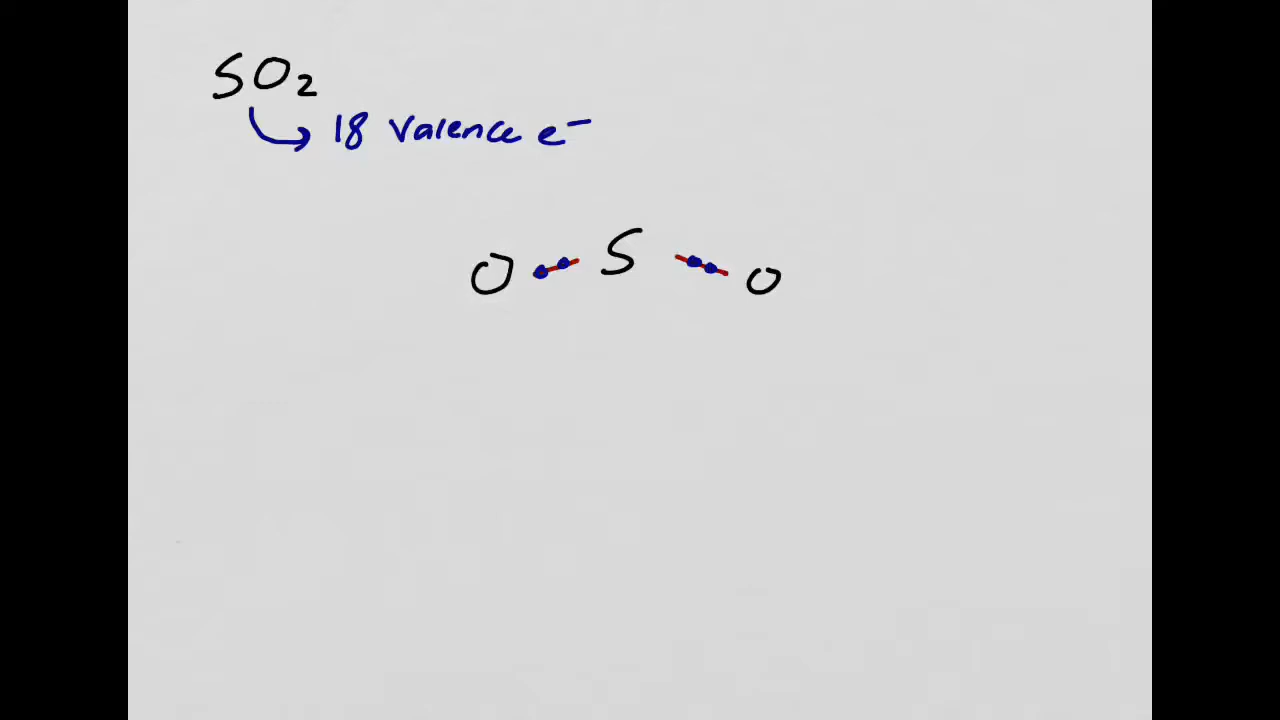 SO₂
18 valence e⁻
O S O